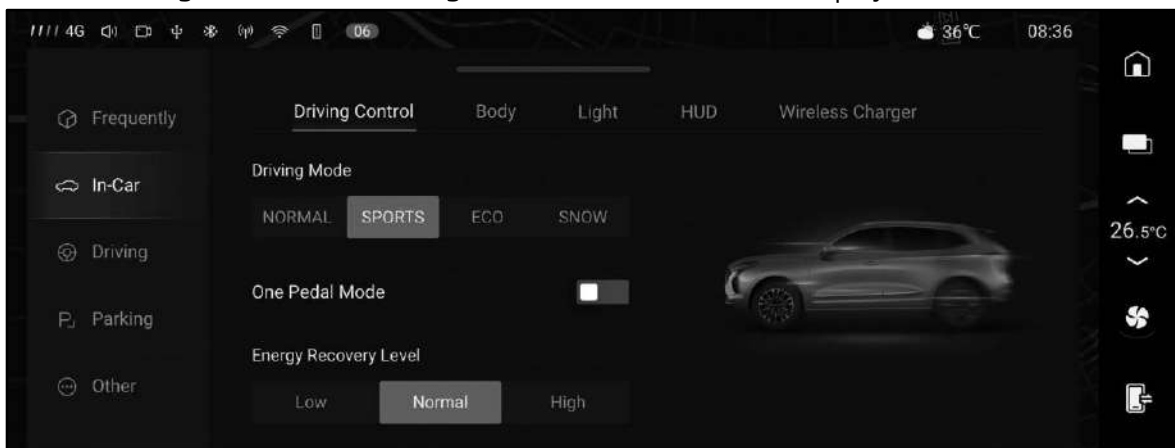 4G 06 36℃ 08:36
Frequently
In-Car
Driving
Parking
Other
Driving Control Body Light HUD Wireless Charger
Driving Mode
NORMAL SPORTS ECO SNOW
One Pedal Mode
Energy Recovery Level
Low Normal High
26.5℃